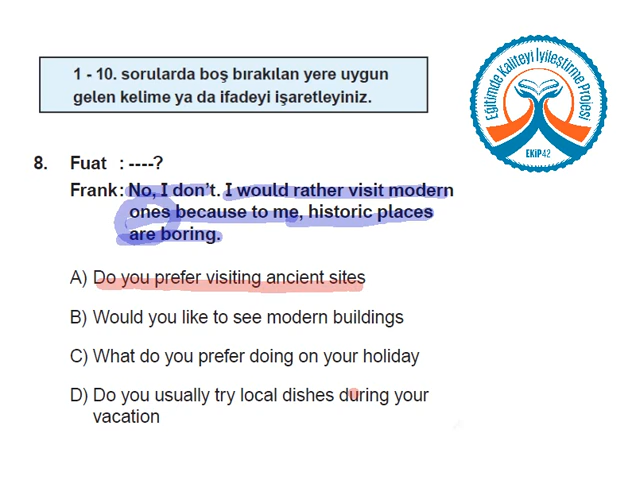 1 - 10. sorularda boş bırakılan yere uygun
gelen kelime ya da ifadeyi işaretleyiniz.
Eğitimde Kaliteyi İyileştirme Projesi
EKİP42
8. Fuat : ----?
Frank: No, I don't. I would rather visit modern
ones because to me, historic places
are boring.
A) Do you prefer visiting ancient sites
B) Would you like to see modern buildings
C) What do you prefer doing on your holiday
D) Do you usually try local dishes during your
vacation